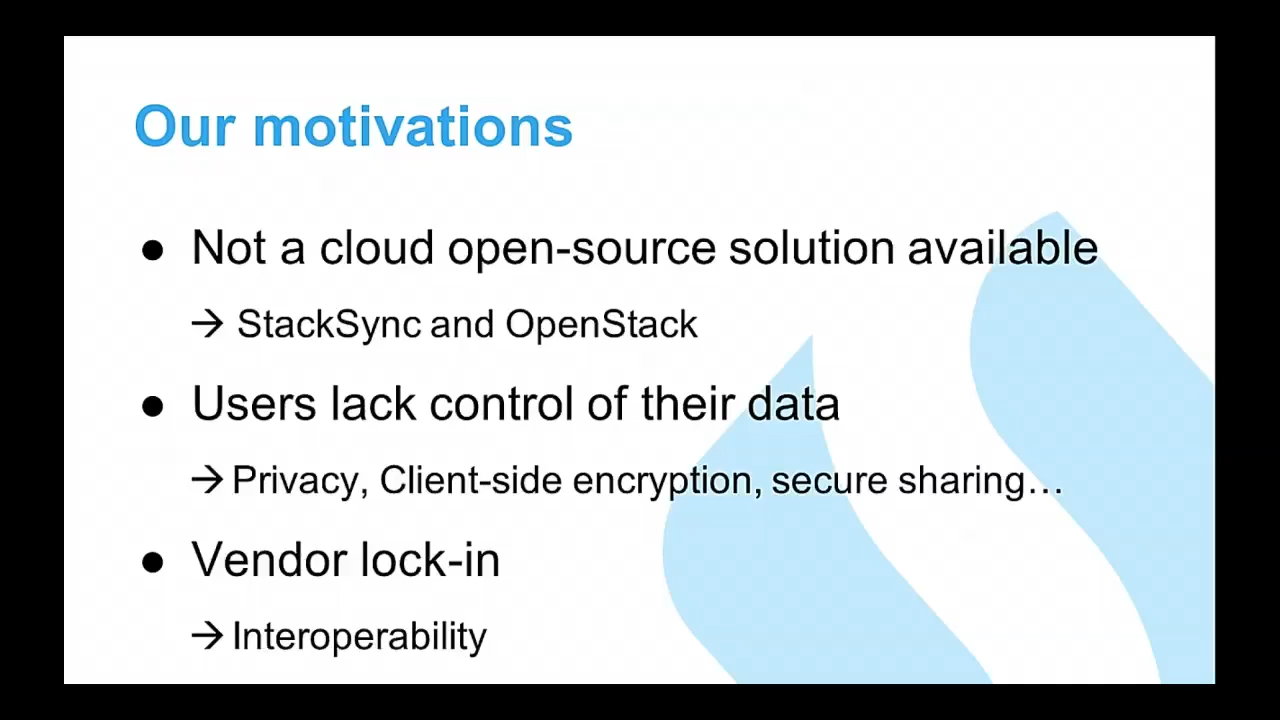 Our motivations
● Not a cloud open-source solution available
→ StackSync and OpenStack
● Users lack control of their data
→ Privacy, Client-side encryption, secure sharing…
● Vendor lock-in
→ Interoperability